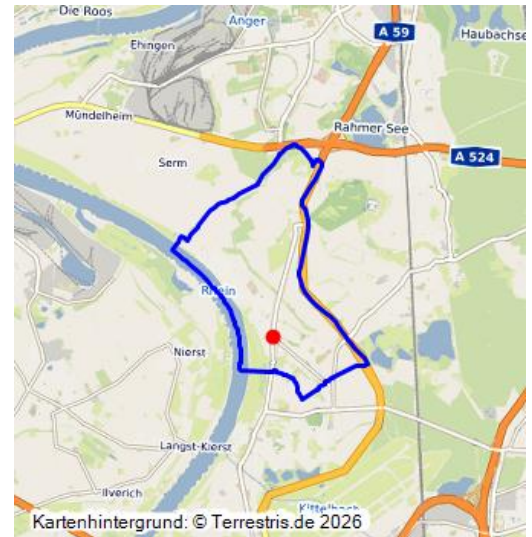 Die Roos
Anger
A 59
Haubachse
Ehingen
Mündelheim
Rahmer See
A 524
Serm
Rhein
Nierst
Langst-Kierst
Ilverich
Kittelbach
Kartenhintergrund: © Terrestris.de 2026